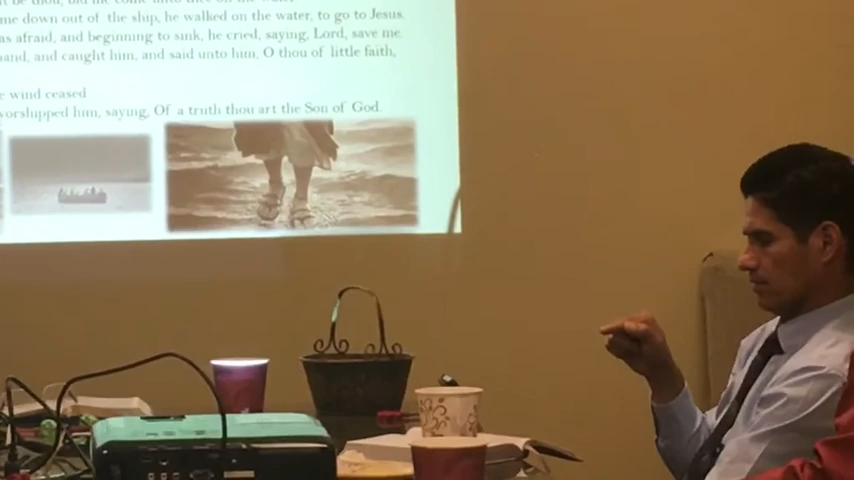 me down out of the ship, he walked on the water, to go to Jesus.
as afraid, and beginning to sink, he cried, saying, Lord, save me.
hand, and caught him, and said unto him, O thou of little faith,
e wind ceased
vorshipped him, saying, Of a truth thou art the Son of God.